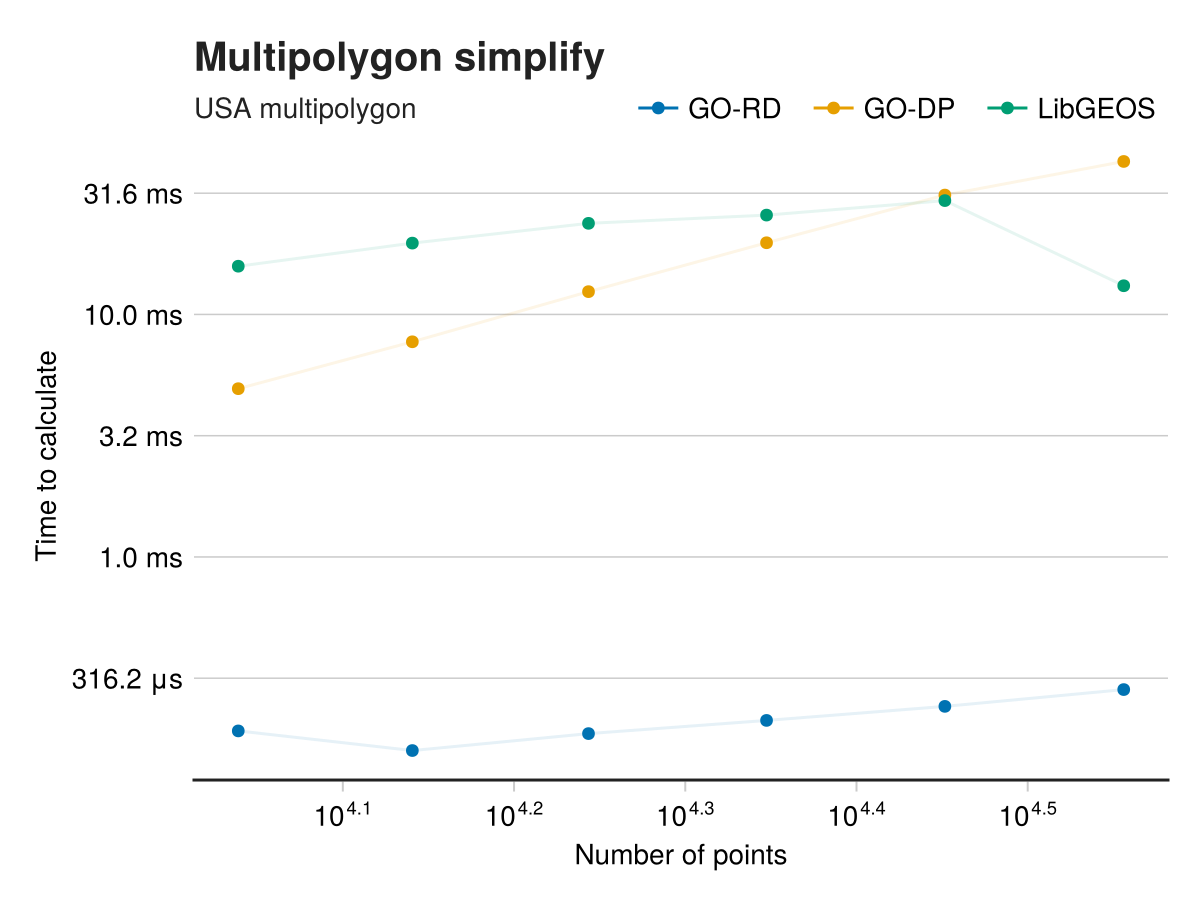 Multipolygon simplify
USA multipolygon
GO-RD GO-DP LibGEOS
31.6 ms
10.0 ms
3.2 ms
1.0 ms
316.2 µs
Time to calculate
10^4.1 10^4.2 10^4.3 10^4.4 10^4.5
Number of points